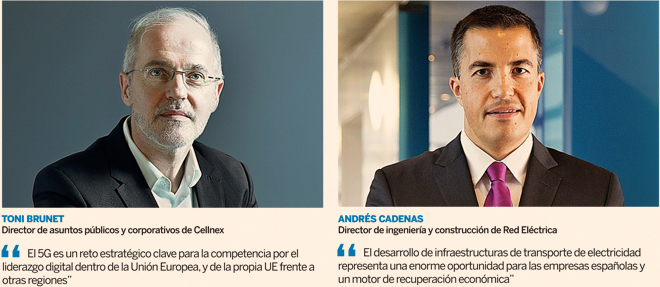 TONI BRUNET
Director de asuntos públicos y corporativos de Cellnex
“ El 5G es un reto estratégico clave para la competencia por el
liderazgo digital dentro de la Unión Europea, y de la propia UE frente a
otras regiones”
ANDRÉS CADENAS
Director de ingeniería y construcción de Red Eléctrica
“ El desarrollo de infraestructuras de transporte de electricidad
representa una enorme oportunidad para las empresas españolas y
un motor de recuperación económica”